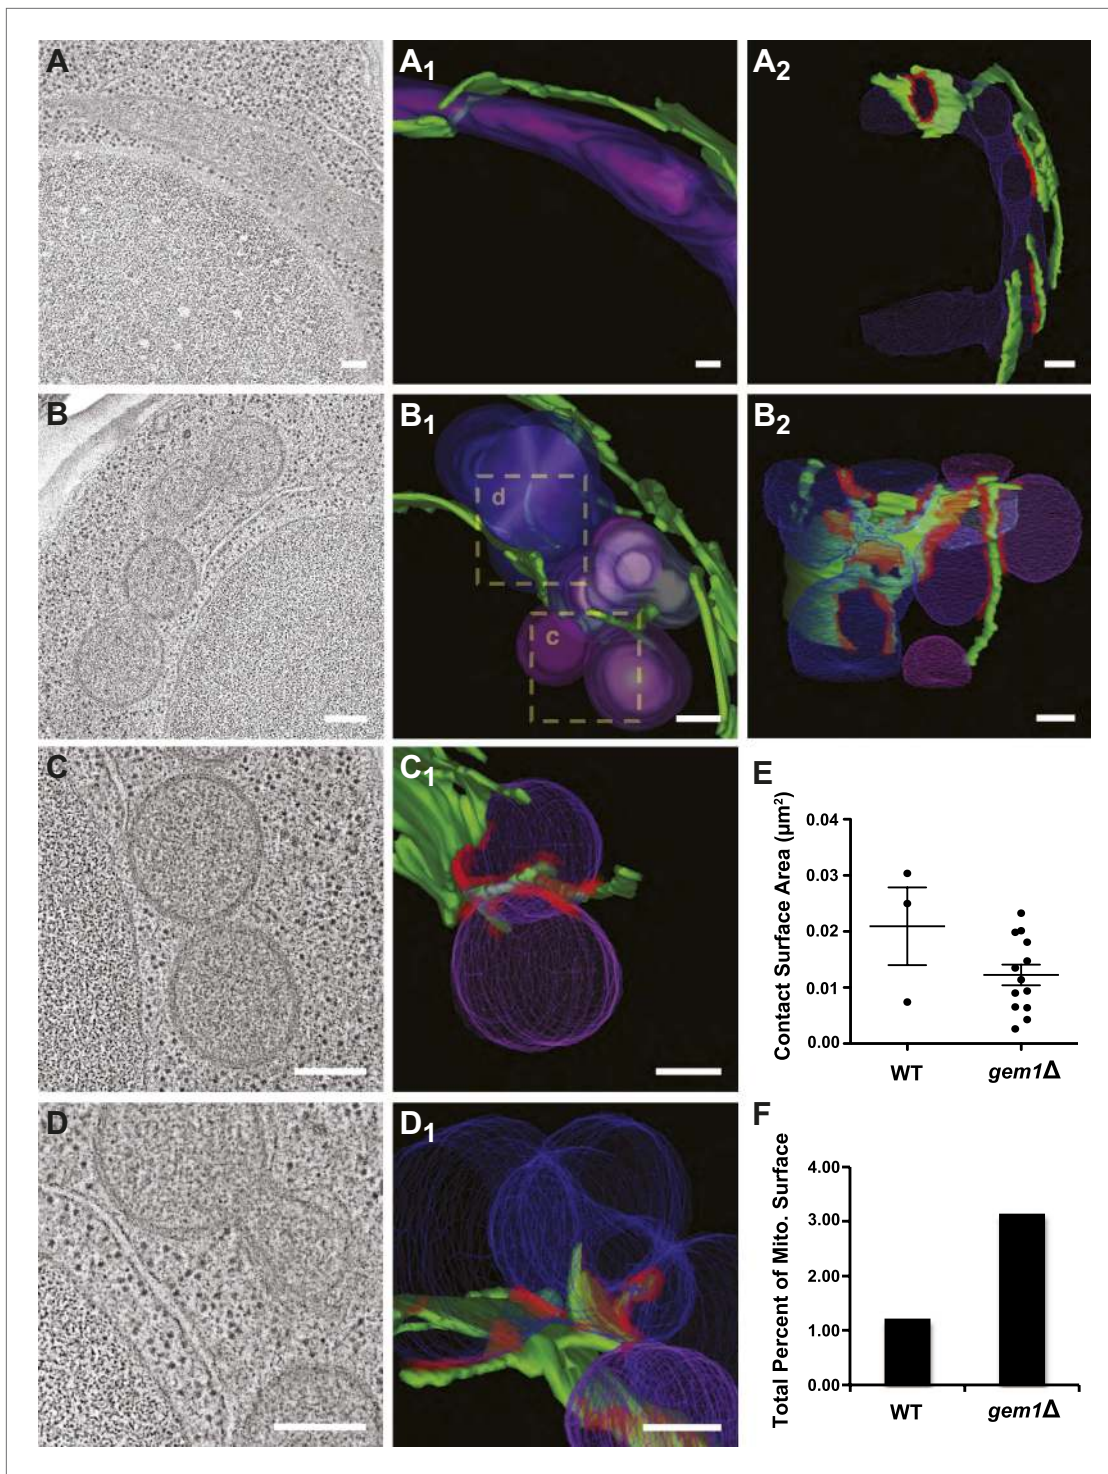 A
A1
A2
B
B1
d
c
B2
C
C1
E
Contact Surface Area (µm²)
0.04
0.03
0.02
0.01
0.00
WT
gem1Δ
D
D1
F
Total Percent of Mito. Surface
4.00
3.00
2.00
1.00
0.00
WT
gem1Δ